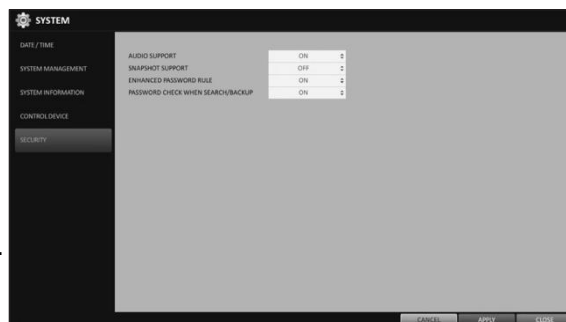 SYSTEM
DATE / TIME
SYSTEM MANAGEMENT
SYSTEM INFORMATION
CONTROL DEVICE
SECURITY
AUDIO SUPPORT ON
SNAPSHOT SUPPORT OFF
ENHANCED PASSWORD RULE ON
PASSWORD CHECK WHEN SEARCH/BACKUP ON
CANCEL APPLY CLOSE